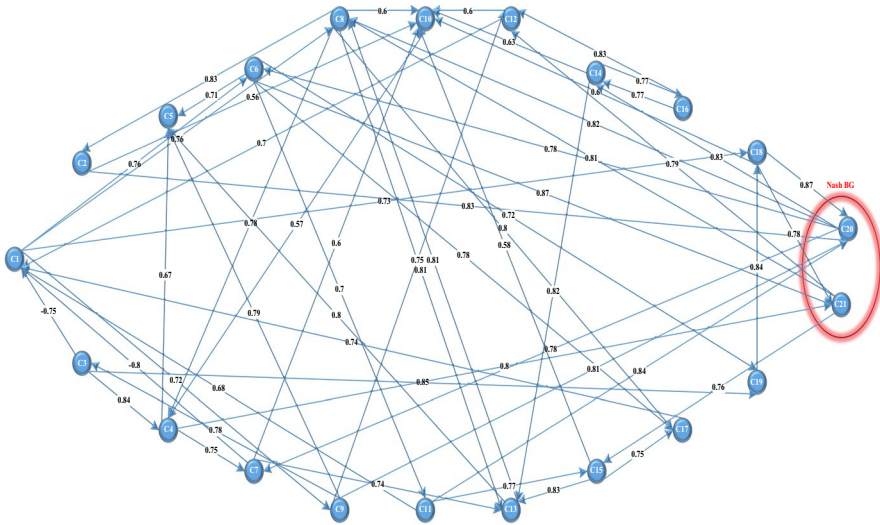 C8 0.6 C10 0.6 C12
0.63 0.83
C6 0.83 C14 0.77
0.71 0.56 0.6 0.77 C16
C5 0.82
0.76 0.7 0.78 C18
C2 0.76 0.81 0.79 0.83
0.87 0.87
Nash BG
0.73 0.83 0.72
0.78 0.57 0.8 0.78 C20
0.6 0.58
C1 0.75 0.81 0.78
0.67 0.81 0.84
0.7 0.82 C21
-0.75 0.79 0.8
0.74 0.78
C3 -0.8 0.8 0.81 0.84
0.72 0.68 0.85 0.76 C19
0.84
C4 0.78 C17
0.75 0.75
C7 C15
0.74 0.77 0.83
C9 C11 C13